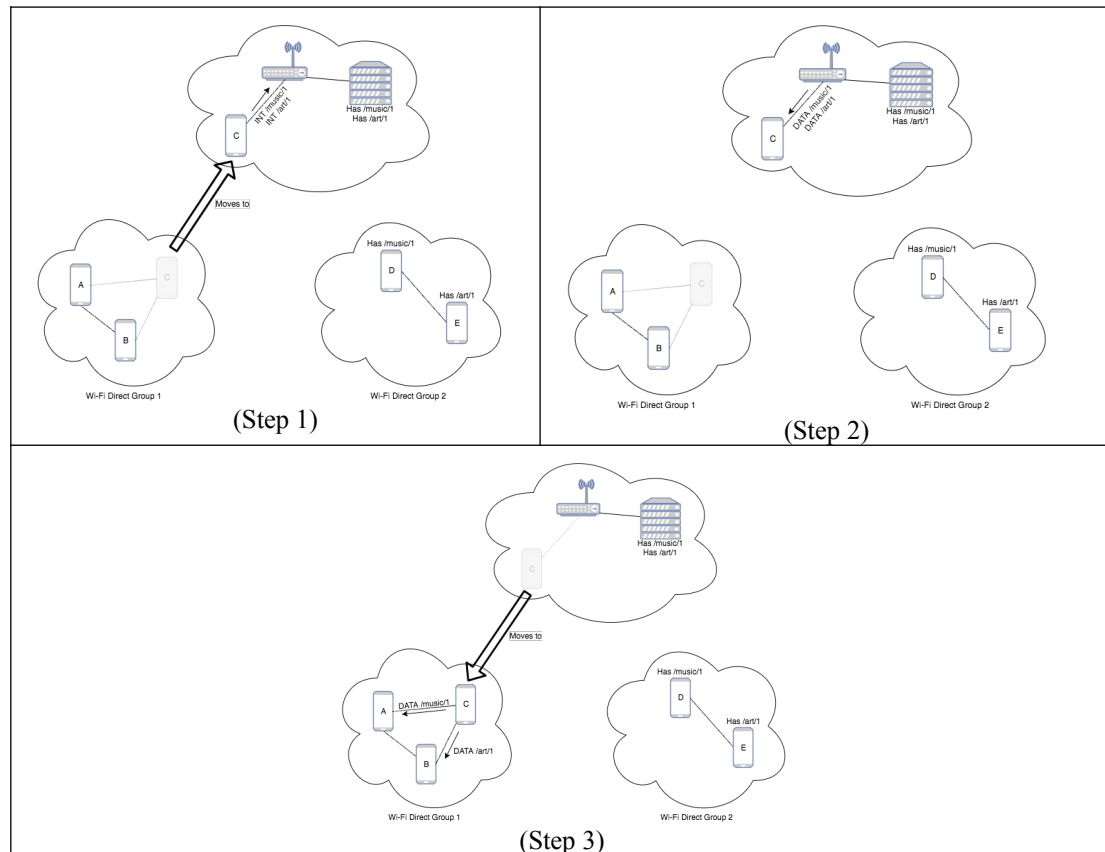 INT /music/1
INT /art/1
C
Has /music/1
Has /art/1
Moves to
A
C
B
Wi-Fi Direct Group 1
Has /music/1
D
Has /art/1
E
Wi-Fi Direct Group 2
(Step 1)
DATA /music/1
DATA /art/1
C
Has /music/1
Has /art/1
A
C
B
Wi-Fi Direct Group 1
Has /music/1
D
Has /art/1
E
Wi-Fi Direct Group 2
(Step 2)
Has /music/1
Has /art/1
C
Moves to
A
DATA /music/1
C
B
DATA /art/1
Wi-Fi Direct Group 1
Has /music/1
D
Has /art/1
E
Wi-Fi Direct Group 2
(Step 3)